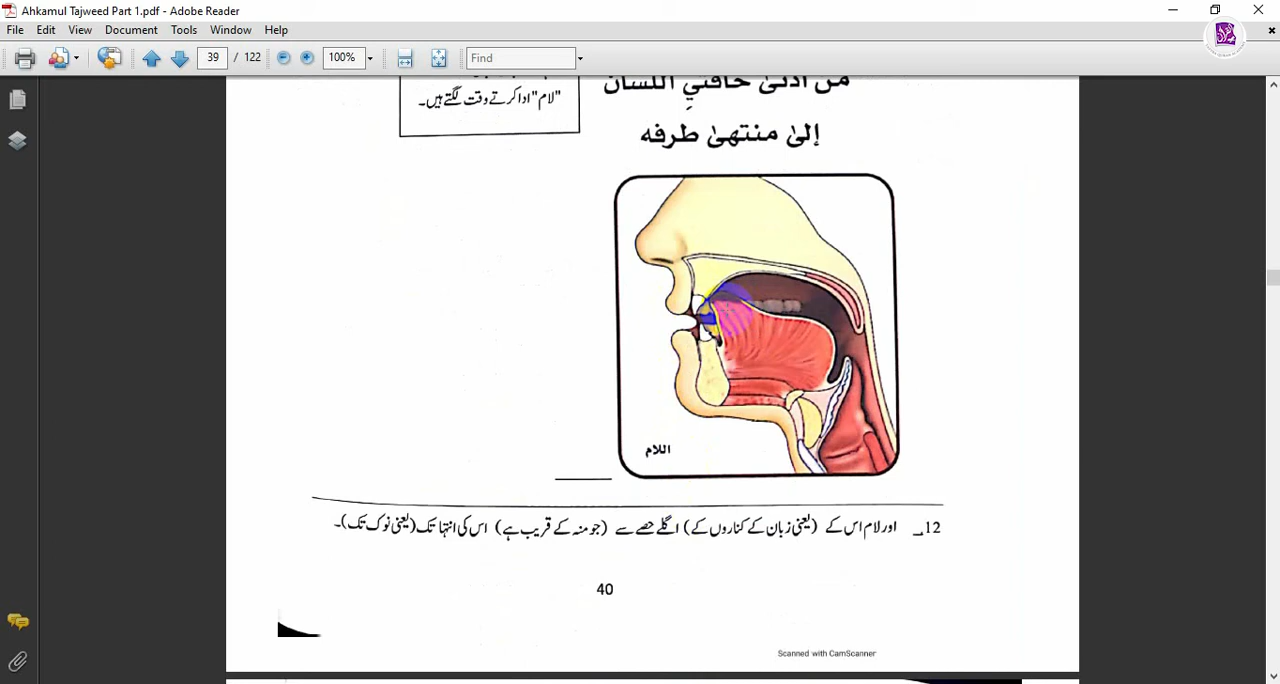 Ahkamul Tajweed Part 1.pdf - Adobe Reader
File Edit View Document Tools Window Help
39 / 122 100% Find
من أدنىٰ حافتيِ اللسان
"لام" ادا کرتے وقت لگتے ہیں۔
إلىٰ منتهىٰ طرفه
اللام
12۔ اور لام اس کے (یعنی زبان کے کناروں کے) اگلے حصے سے (جو منہ کے قریب ہے) اس کی انتہا تک (یعنی نوک تک)۔
40
Scanned with CamScanner